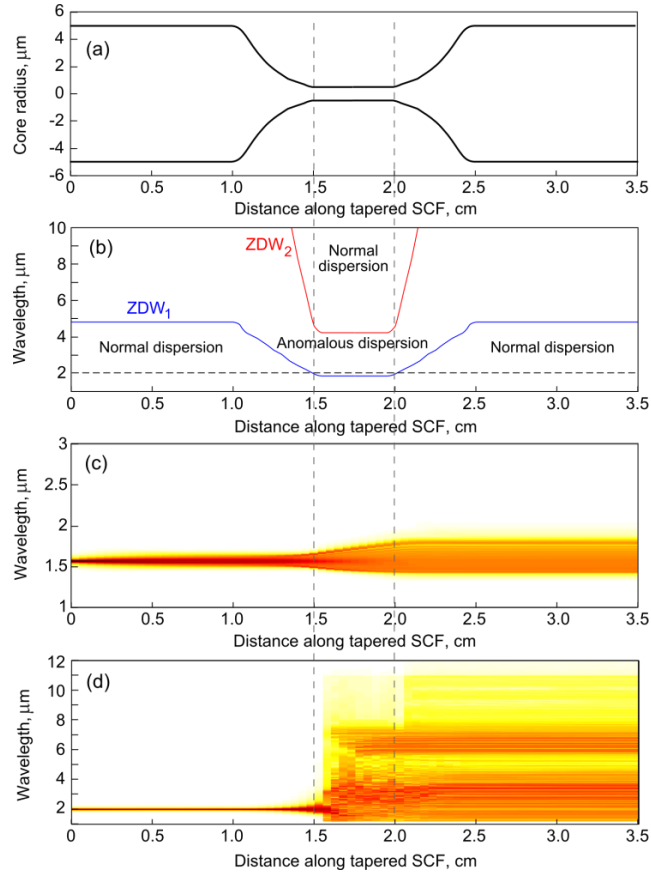 6
4
2
0
-2
-4
-6
Core radius, μm
(a)
0 0.5 1.0 1.5 2.0 2.5 3.0 3.5
Distance along tapered SCF, cm
10
8
6
4
2
Wavelegth, μm
(b)
ZDW2
Normal
dispersion
ZDW1
Normal dispersion
Anomalous dispersion
Normal dispersion
0 0.5 1.0 1.5 2.0 2.5 3.0 3.5
Distance along tapered SCF, cm
3
2
1.5
1
Wavelegth, μm
(c)
0 0.5 1.0 1.5 2.0 2.5 3.0 3.5
Distance along tapered SCF, cm
12
10
8
6
4
2
Wavelegth, μm
(d)
0 0.5 1.0 1.5 2.0 2.5 3.0 3.5
Distance along tapered SCF, cm